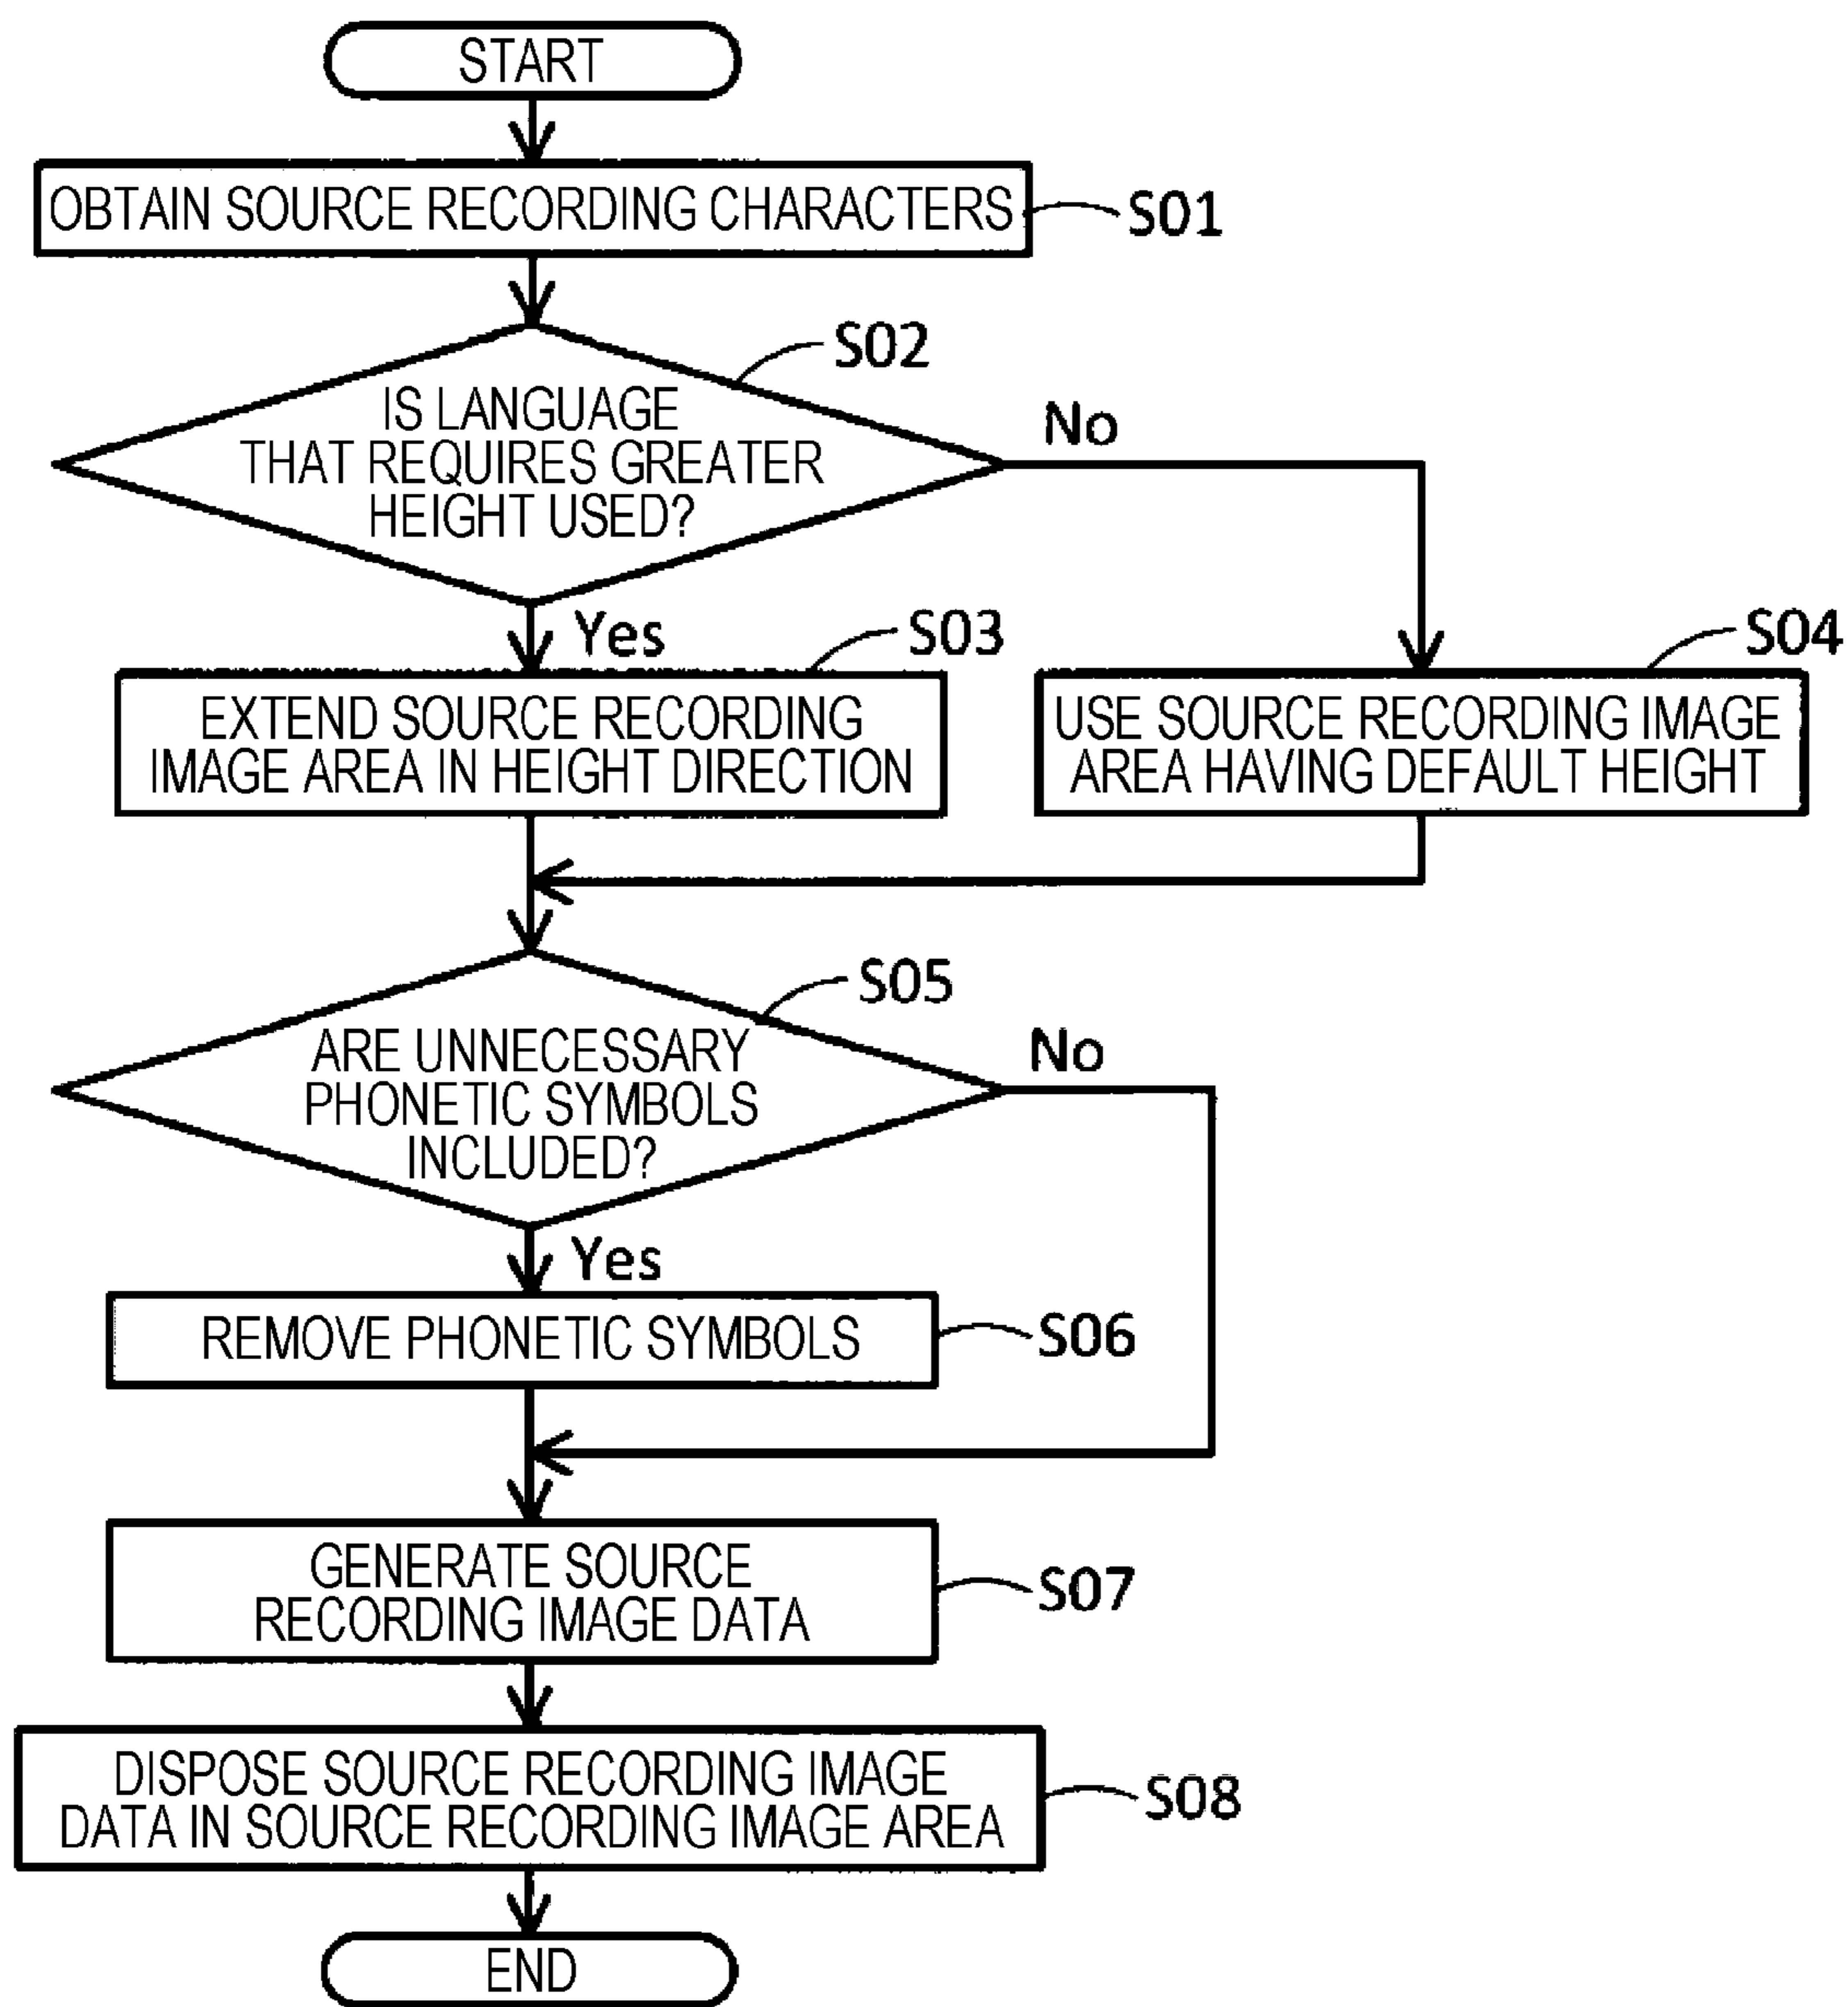 START
OBTAIN SOURCE RECORDING CHARACTERS
S01
S02
IS LANGUAGE
THAT REQUIRES GREATER
HEIGHT USED?
No
Yes
S03
EXTEND SOURCE RECORDING
IMAGE AREA IN HEIGHT DIRECTION
S04
USE SOURCE RECORDING IMAGE
AREA HAVING DEFAULT HEIGHT
S05
ARE UNNECESSARY
PHONETIC SYMBOLS
INCLUDED?
No
Yes
REMOVE PHONETIC SYMBOLS
S06
GENERATE SOURCE
RECORDING IMAGE DATA
S07
DISPOSE SOURCE RECORDING IMAGE
DATA IN SOURCE RECORDING IMAGE AREA
S08
END